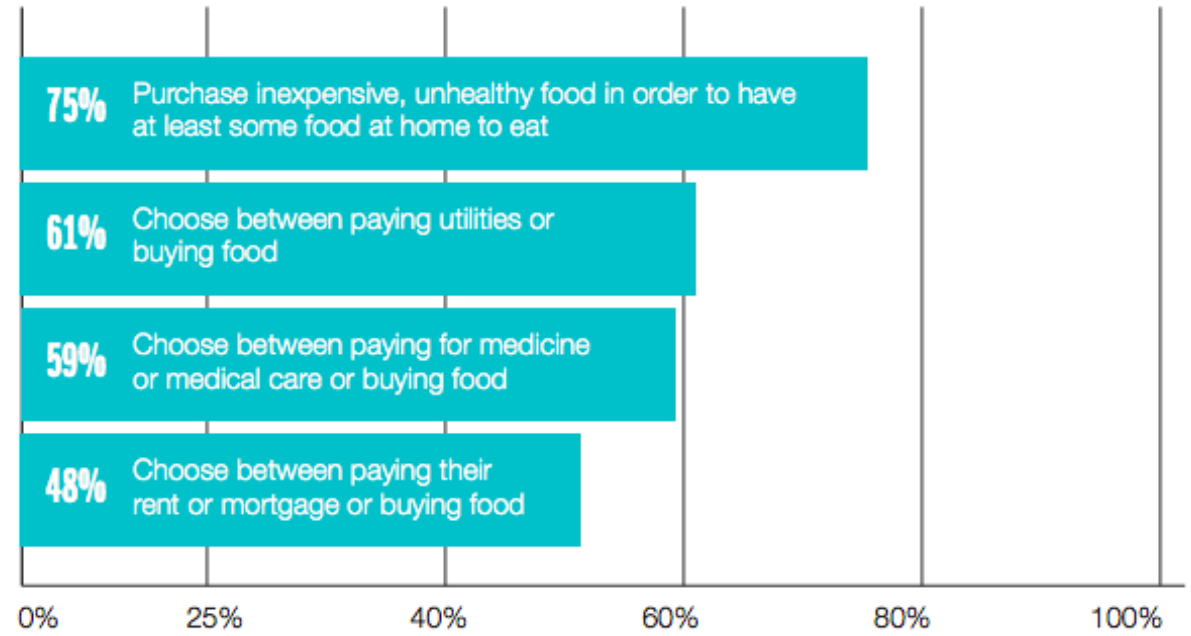 75%
Purchase inexpensive, unhealthy food in order to have
at least some food at home to eat
61%
Choose between paying utilities or
buying food
59%
Choose between paying for medicine
or medical care or buying food
48%
Choose between paying their
rent or mortgage or buying food
0% 25% 40% 60% 80% 100%